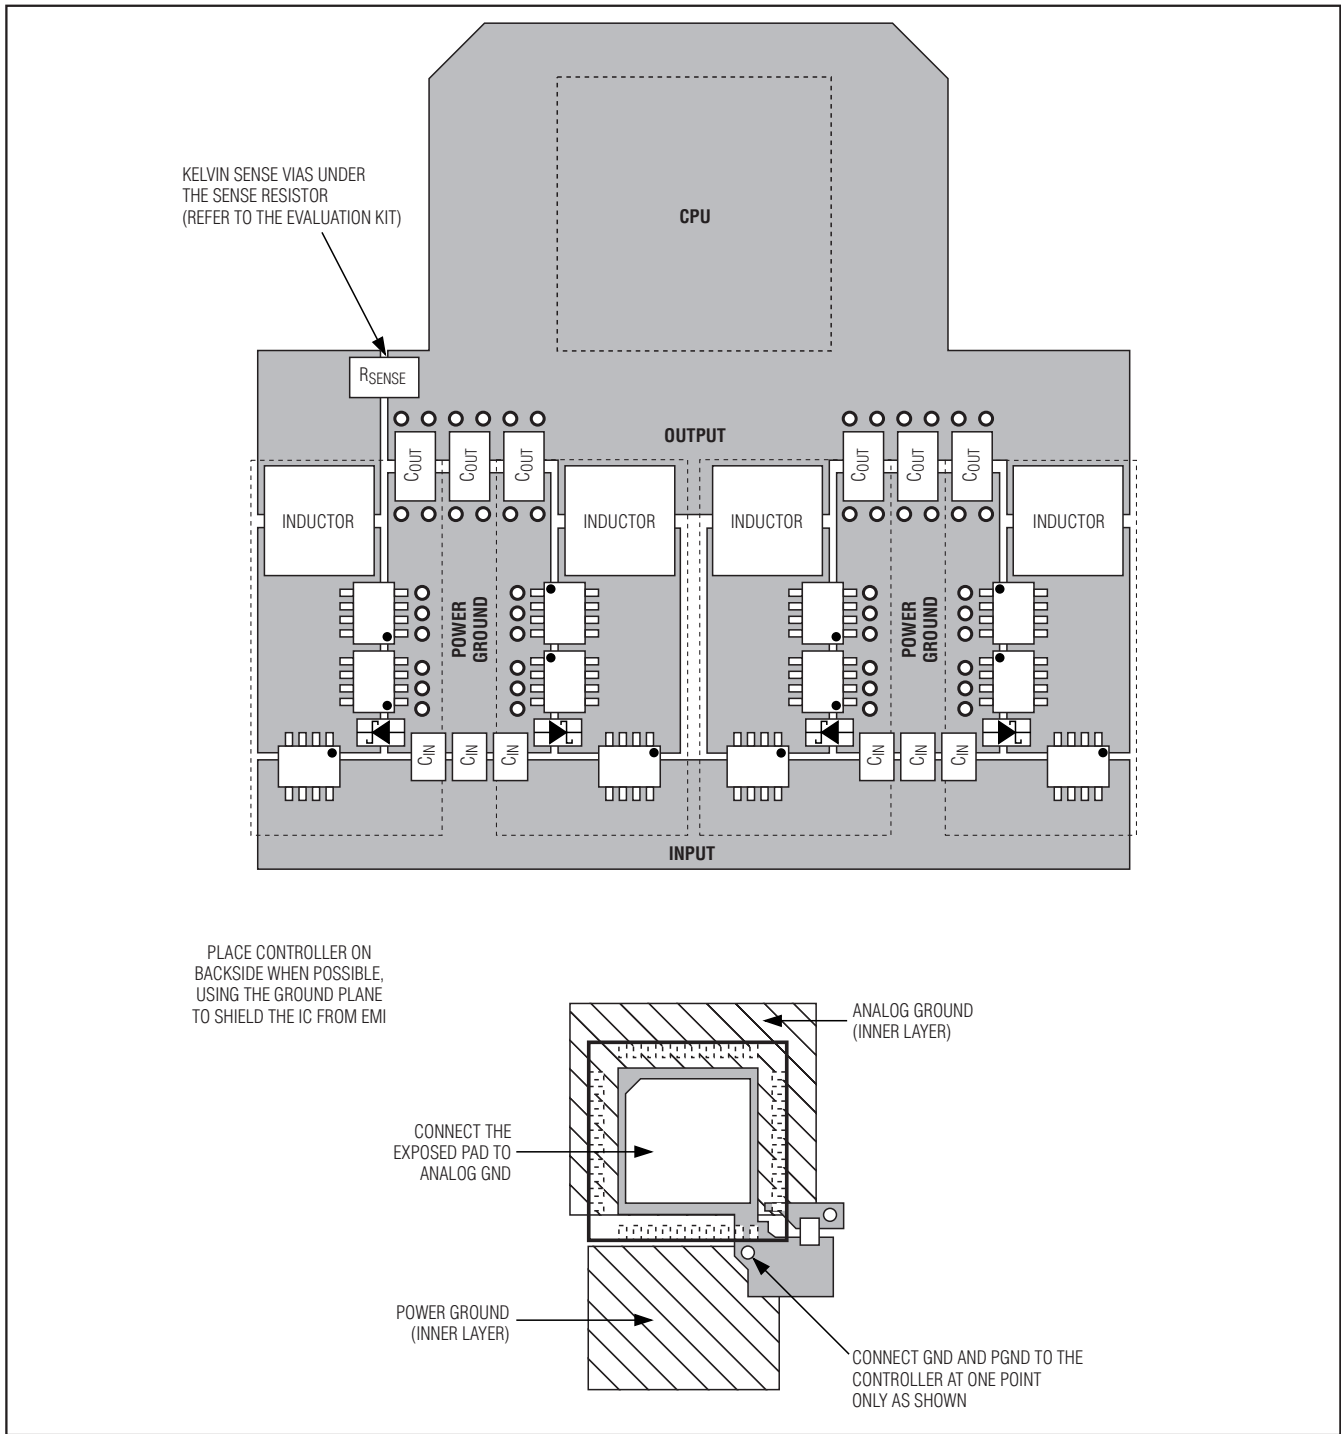 KELVIN SENSE VIAS UNDER
THE SENSE RESISTOR
(REFER TO THE EVALUATION KIT)
CPU
RSENSE
OUTPUT
COUT
COUT
COUT
COUT
COUT
COUT
INDUCTOR
INDUCTOR
INDUCTOR
INDUCTOR
POWER
GROUND
POWER
GROUND
CIN
CIN
CIN
CIN
CIN
CIN
INPUT
PLACE CONTROLLER ON
BACKSIDE WHEN POSSIBLE,
USING THE GROUND PLANE
TO SHIELD THE IC FROM EMI
ANALOG GROUND
(INNER LAYER)
CONNECT THE
EXPOSED PAD TO
ANALOG GND
POWER GROUND
(INNER LAYER)
CONNECT GND AND PGND TO THE
CONTROLLER AT ONE POINT
ONLY AS SHOWN